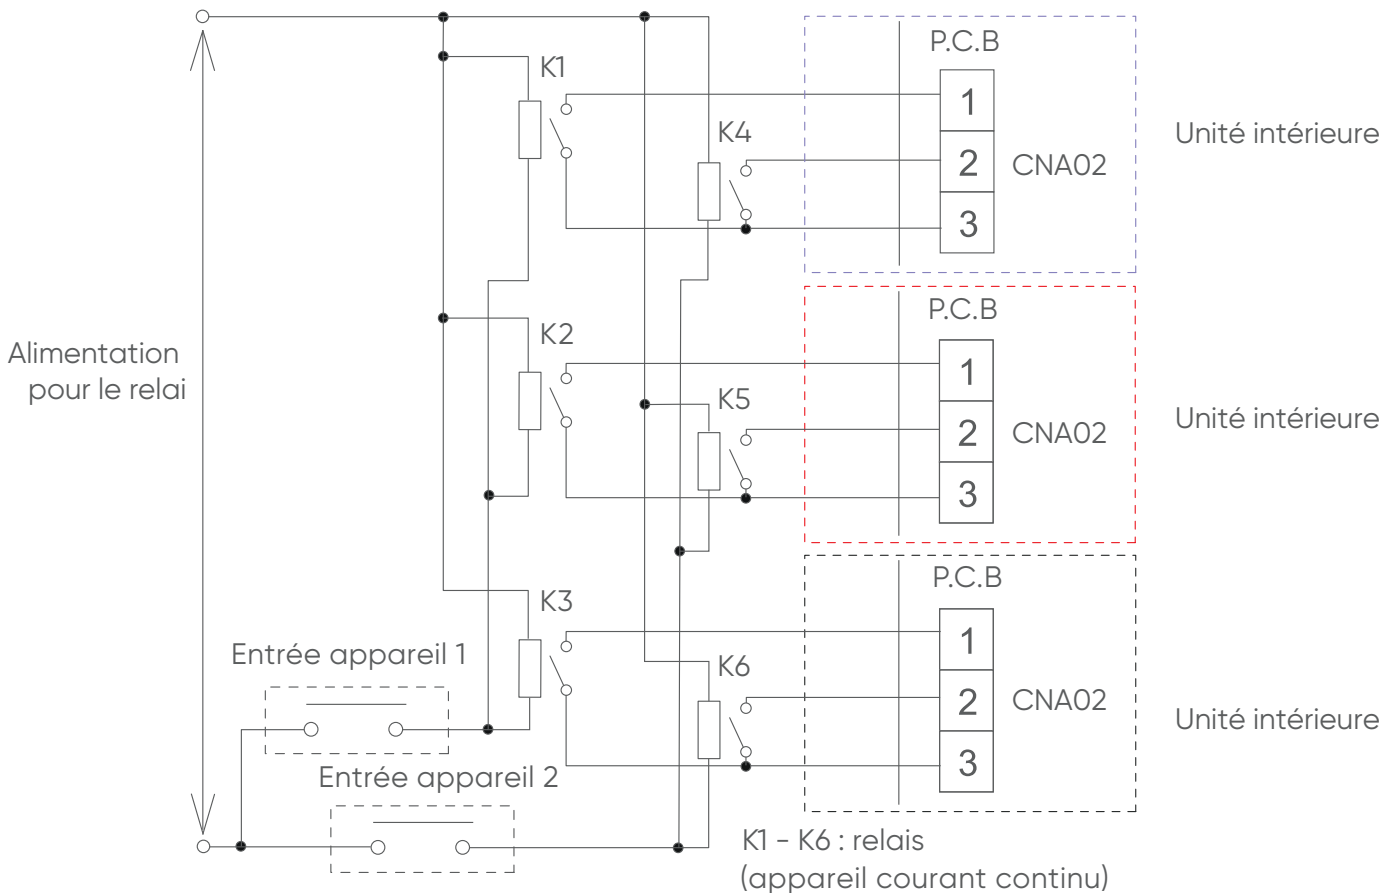 P.C.B
K1
1
K4
Unité intérieure
2
CNA02
3
P.C.B
K2
Alimentation
pour le relai
1
K5
Unité intérieure
2
CNA02
3
P.C.B
K3
1
Entrée appareil 1
K6
2
CNA02
Unité intérieure
3
Entrée appareil 2
K1 - K6 : relais
(appareil courant continu)